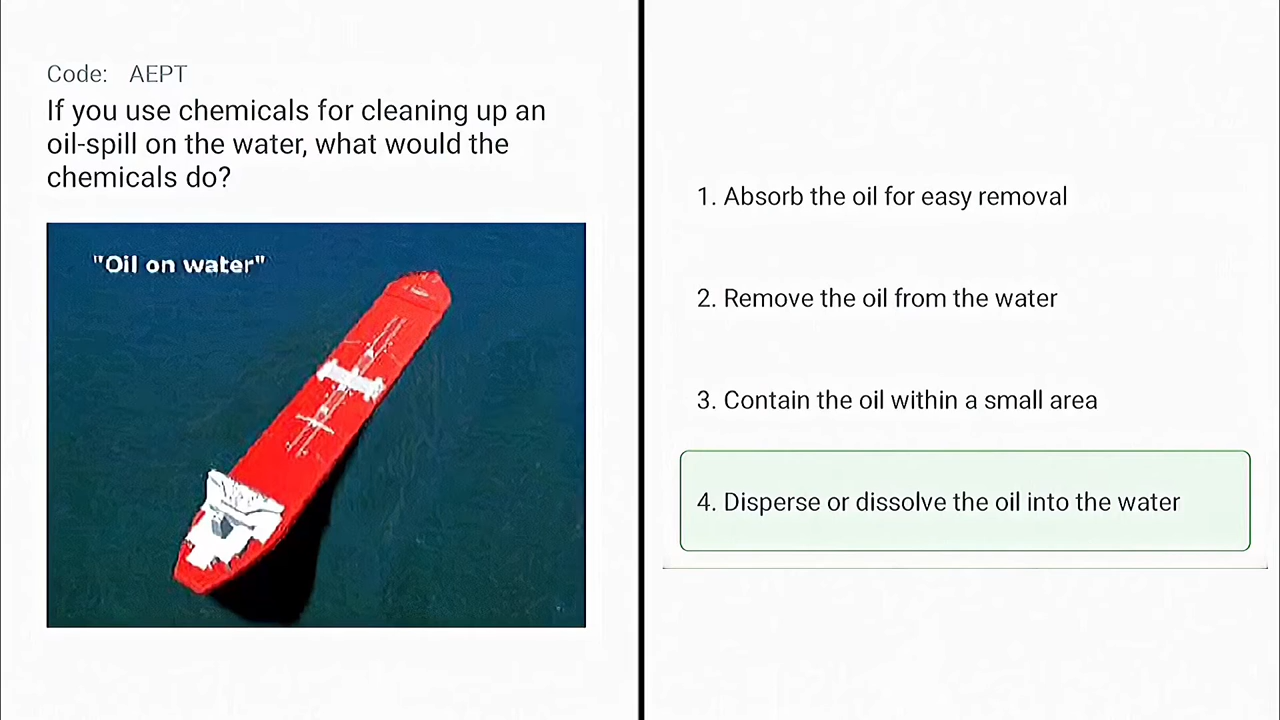 Code: AEPT
If you use chemicals for cleaning up an
oil-spill on the water, what would the
chemicals do?
"Oil on water"
1. Absorb the oil for easy removal
2. Remove the oil from the water
3. Contain the oil within a small area
4. Disperse or dissolve the oil into the water